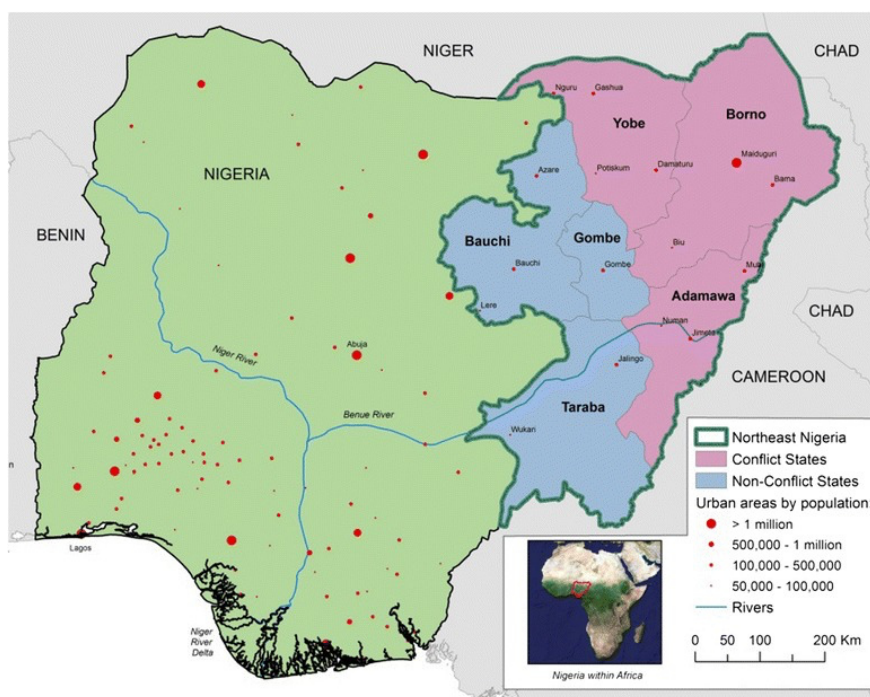 NIGER
CHAD
Nguru
Gashua
Yobe
Borno
Maiduguri
Azare
Potiskum
Damaturu
Bama
NIGERIA
BENIN
Bauchi
Gombe
Biu
Bauchi
Gombe
Mubi
Lere
Adamawa
CHAD
Numan
Jimeta
Abuja
Niger River
Jalingo
CAMEROON
Benue River
Taraba
Wukari
Lagos
Niger
River
Delta
Northeast Nigeria
Conflict States
Non-Conflict States
Urban areas by population:
> 1 million
500,000 - 1 million
100,000 - 500,000
50,000 - 100,000
Rivers
0 50 100 200 Km
Nigeria within Africa